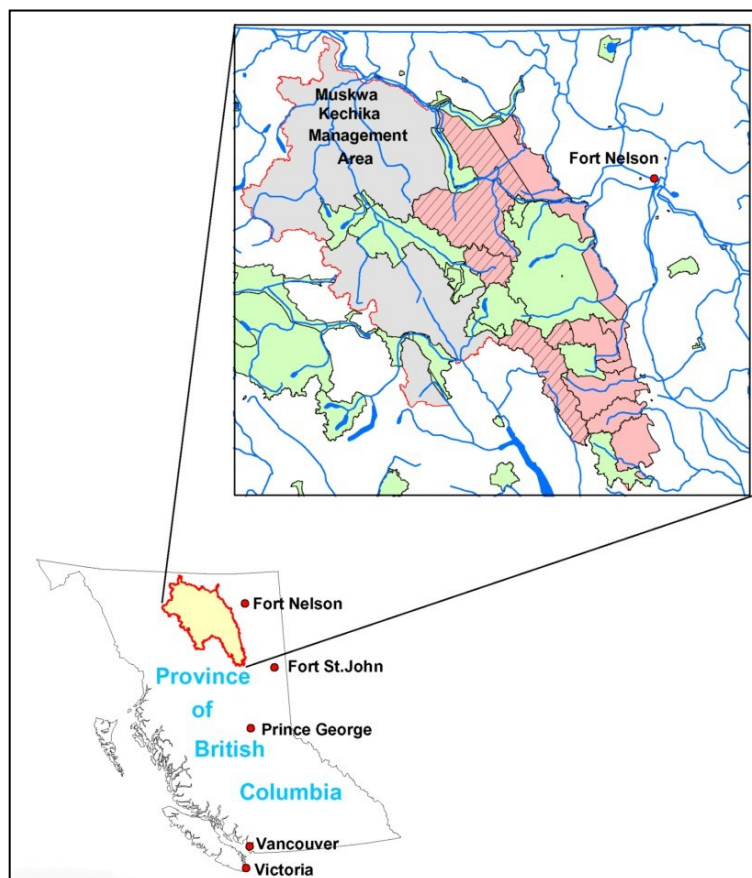 Muskwa
Kechika
Management
Area
Fort Nelson
Fort Nelson
Fort St.John
Province
of
British
Columbia
Prince George
Vancouver
Victoria